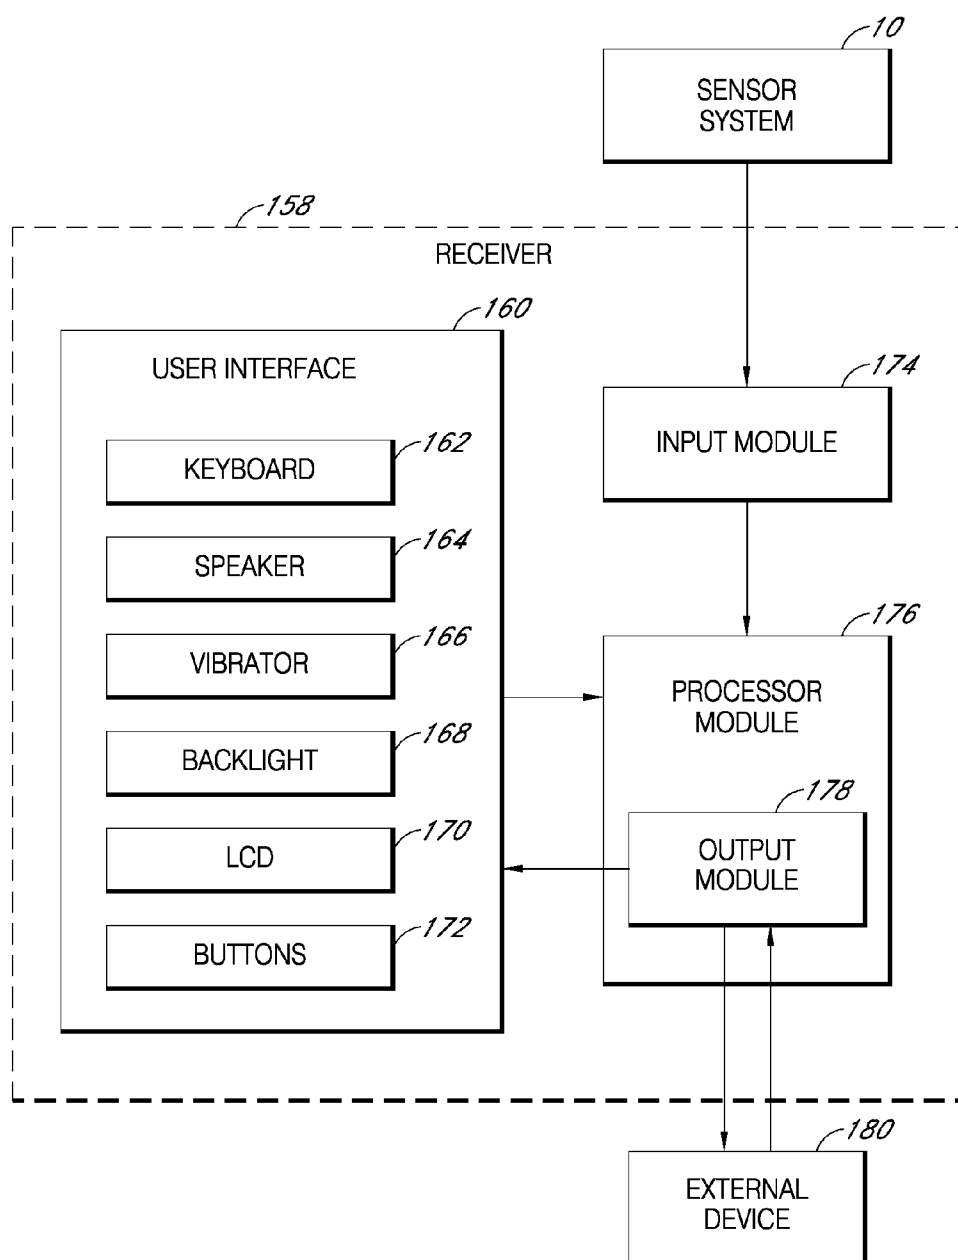 10
SENSOR
SYSTEM
158
RECEIVER
160
USER INTERFACE
174
INPUT MODULE
KEYBOARD
162
SPEAKER
164
VIBRATOR
166
BACKLIGHT
168
LCD
170
BUTTONS
172
176
PROCESSOR
MODULE
178
OUTPUT
MODULE
180
EXTERNAL
DEVICE